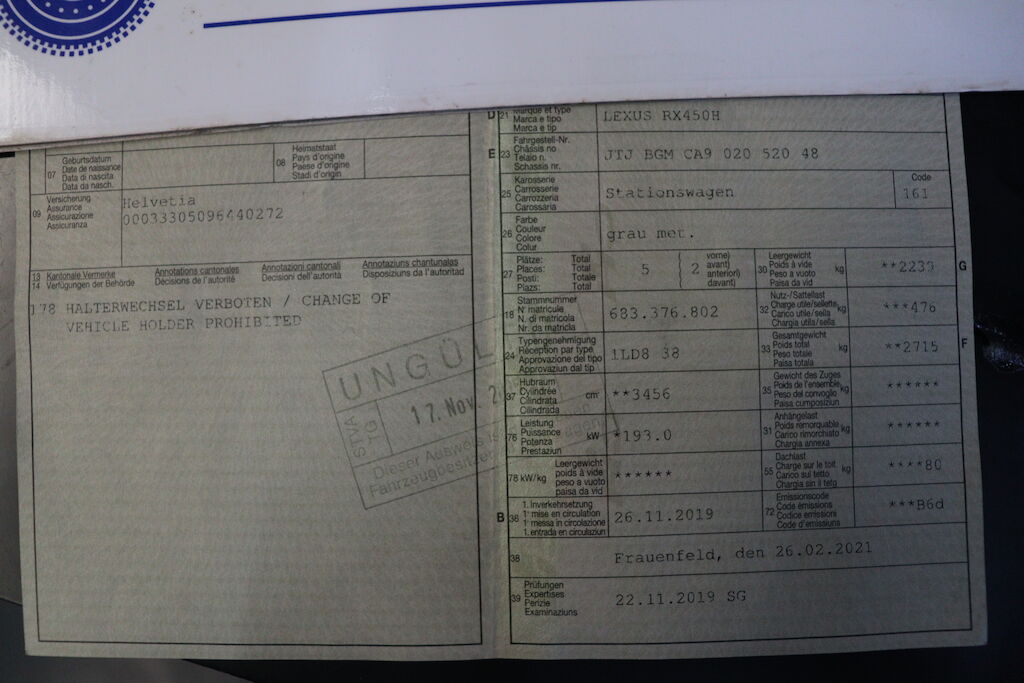 07 Geburtsdatum
Date de naissance
Data di nascita
Data da nasch.
08 Heimatstaat
Pays d'origine
Paese d'origine
Stadi d'origin
09 Versicherung
Assurance
Assicurazione
Assicuranza
Helvetia
00033305096440272
13 Kantonale Vermerke
14 Verfügungen der Behörde
Annotations cantonales
Décisions de l'autorité
Annotazioni cantonali
Decisioni dell'autorità
Annotaziuns chantunalas
Disposiziuns da l'autoritad
178 HALTERWECHSEL VERBOTEN / CHANGE OF
VEHICLE HOLDER PROHIBITED
UNGÜL
STVA
TG
17. Nov. 2
Dieser Ausweis is
Fahrzeugbesitzer
D 21 Marque et type
Marca e tipo
Marca e tip
LEXUS RX450H
E 23 Fahrgestell-Nr.
Châssis no
Telaio n.
Schassis nr.
JTJ BGM CA9 020 520 48
25 Karosserie
Carrosserie
Carrozzeria
Carossaria
Stationswagen
Code
161
26 Farbe
Couleur
Colore
Colur
grau met.
27 Plätze: Total
Places: Total
Posti: Totale
Plazs: Total
5
2
vorne)
avant)
anteriori)
davant)
30 Leergewicht
Poids à vide kg
Peso a vuoto
Paisa da vid
**2239
G
18 Stammnummer
N° matricule
N. di matricola
Nr. da matricla
683.376.802
32 Nutz-/Sattellast
Charge utile/sellette kg
Carico utile/sella
Chargia utila/sella
***476
24 Typengenehmigung
Réception par type
Approvazione del tipo
Approvaziun dal tip
1LD8 38
33 Gesamtgewicht
Poids total kg
Peso totale
Paisa totala
**2715
F
37 Hubraum
Cylindrée cm³
Cilindrata
Cilindrada
**3456
35 Gewicht des Zuges
Poids de l'ensemble kg
Peso del convoglio
Paisa cumposiziun
******
76 Leistung
Puissance kW
Potenza
Prestaziun
*193.0
31 Anhängelast
Poids remorquable kg
Carico rimorchiato
Chargia annexa
******
78 kW/kg Leergewicht
poids à vide
peso a vuoto
paisa da vid
******
55 Dachlast
Charge sur le toit kg
Carico sul tetto
Chargia sin il tetg
****80
B 36 1. Inverkehrsetzung
1e mise en circulation
1a messa in circolazione
1. entrada en circulaziun
26.11.2019
72 Emissionscode
Code émissions
Codice emissioni
Code d'emissiuns
***B6d
38
Frauenfeld, den 26.02.2021
39 Prüfungen
Expertises
Perizie
Examinaziuns
22.11.2019 SG